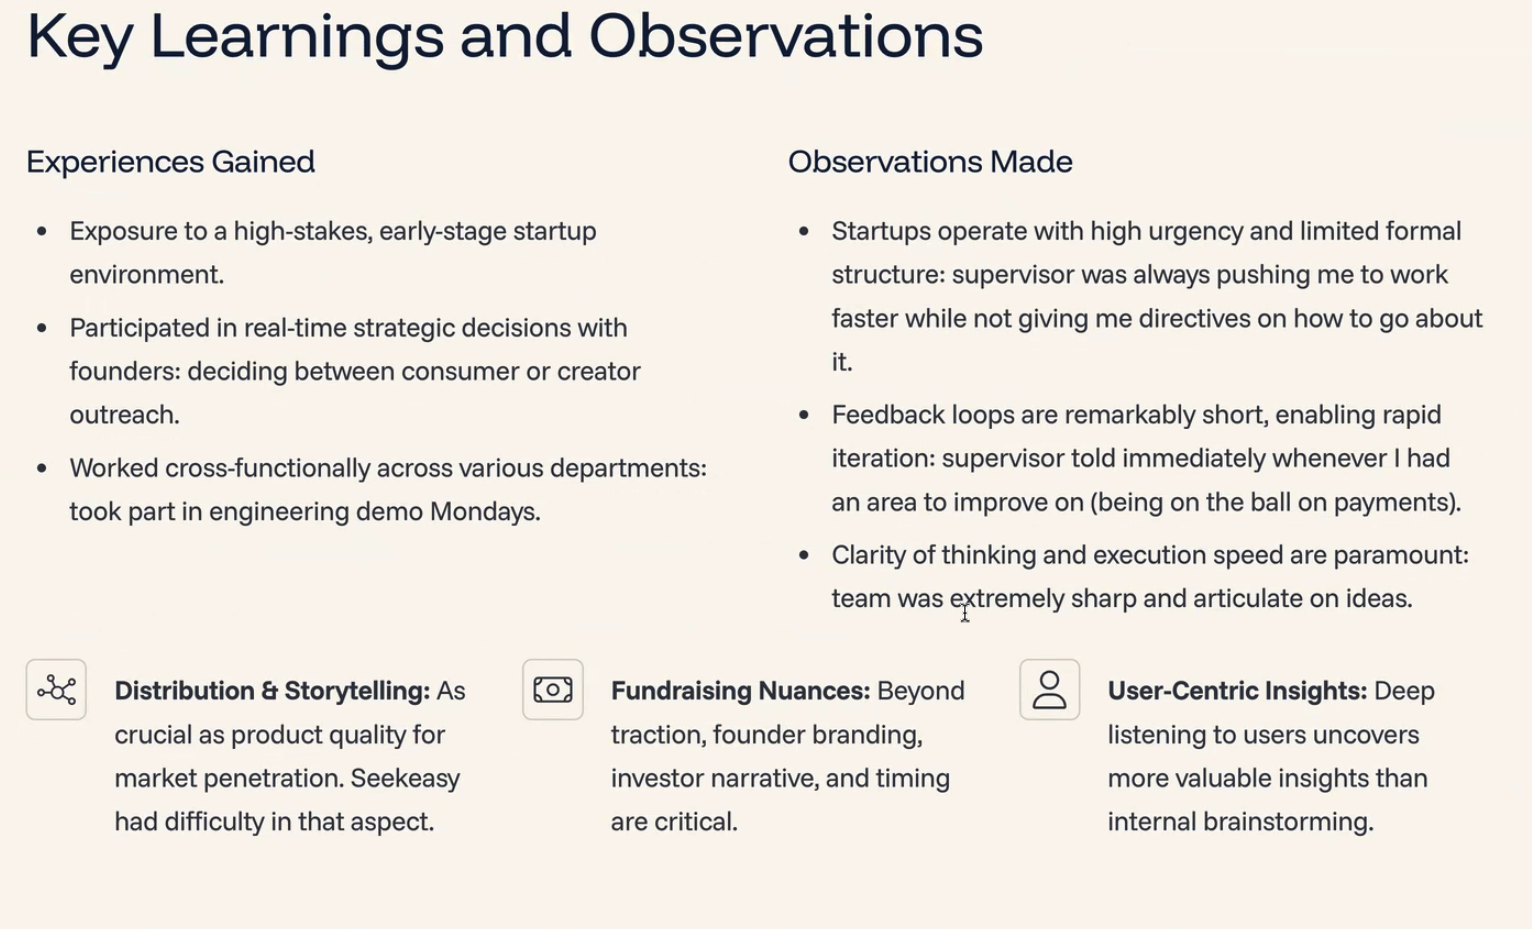 Key Learnings and Observations
Experiences Gained
• Exposure to a high-stakes, early-stage startup
environment.
• Participated in real-time strategic decisions with
founders: deciding between consumer or creator
outreach.
• Worked cross-functionally across various departments:
took part in engineering demo Mondays.
Observations Made
• Startups operate with high urgency and limited formal
structure: supervisor was always pushing me to work
faster while not giving me directives on how to go about
it.
• Feedback loops are remarkably short, enabling rapid
iteration: supervisor told immediately whenever I had
an area to improve on (being on the ball on payments).
• Clarity of thinking and execution speed are paramount:
team was extremely sharp and articulate on ideas.
Distribution & Storytelling: As
crucial as product quality for
market penetration. Seekeasy
had difficulty in that aspect.
Fundraising Nuances: Beyond
traction, founder branding,
investor narrative, and timing
are critical.
User-Centric Insights: Deep
listening to users uncovers
more valuable insights than
internal brainstorming.